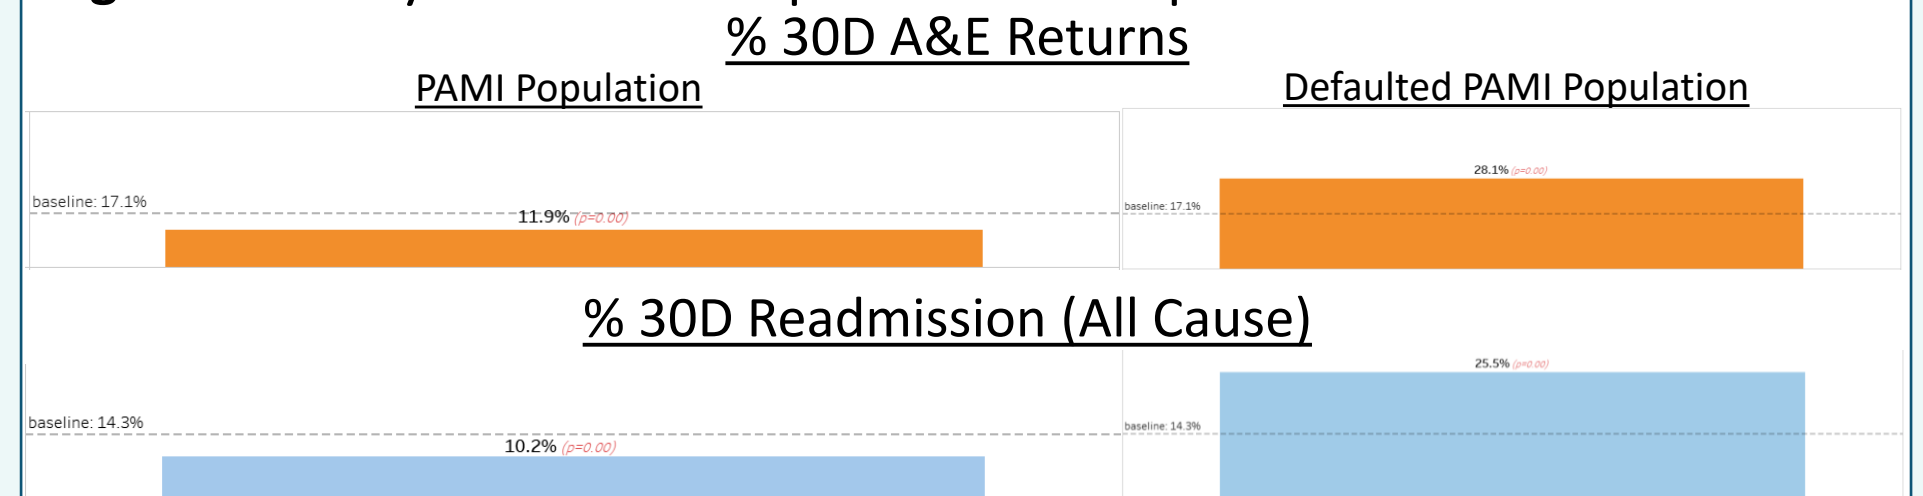 % 30D A&E Returns
PAMI Population
Defaulted PAMI Population
baseline: 17.1%
11.9% (p=0.00)
28.1% (p=0.00)
baseline: 17.1%
% 30D Readmission (All Cause)
baseline: 14.3%
10.2% (p=0.00)
25.5% (p=0.00)
baseline: 14.3%